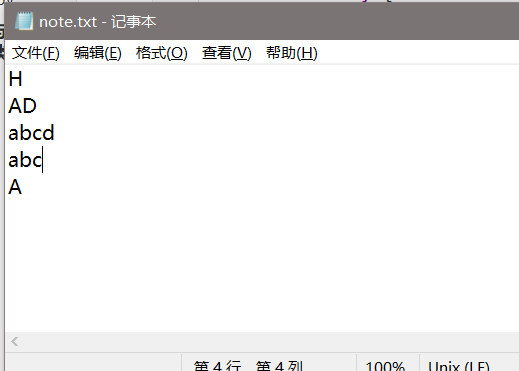 note.txt - 记事本
文件(F) 编辑(E) 格式(O) 查看(V) 帮助(H)
H
AD
abcd
abc
A
第 4 行，第 4 列 100% Unix (LF)